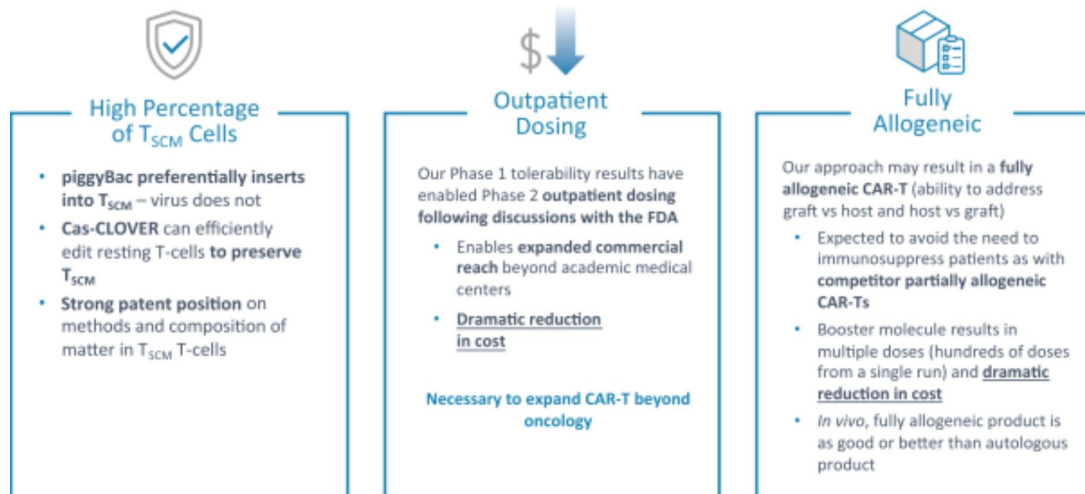 High Percentage
of TSCM Cells
• piggyBac preferentially inserts
into TSCM – virus does not
• Cas-CLOVER can efficiently
edit resting T-cells to preserve
TSCM
• Strong patent position on
methods and composition of
matter in TSCM T-cells
$
Outpatient
Dosing
Our Phase 1 tolerability results have
enabled Phase 2 outpatient dosing
following discussions with the FDA
• Enables expanded commercial
reach beyond academic medical
centers
• Dramatic reduction
in cost
Necessary to expand CAR-T beyond
oncology
Fully
Allogeneic
Our approach may result in a fully
allogeneic CAR-T (ability to address
graft vs host and host vs graft)
• Expected to avoid the need to
immunosuppress patients as with
competitor partially allogeneic
CAR-Ts
• Booster molecule results in
multiple doses (hundreds of doses
from a single run) and dramatic
reduction in cost
• In vivo, fully allogeneic product is
as good or better than autologous
product